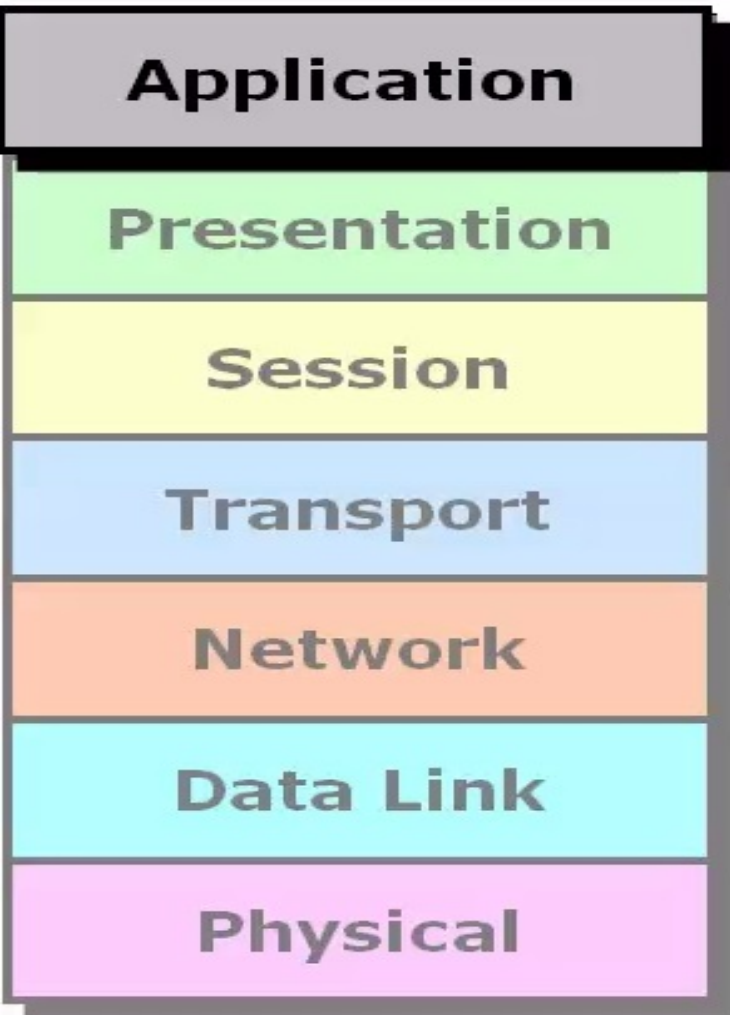 Application
Presentation
Session
Transport
Network
Data Link
Physical